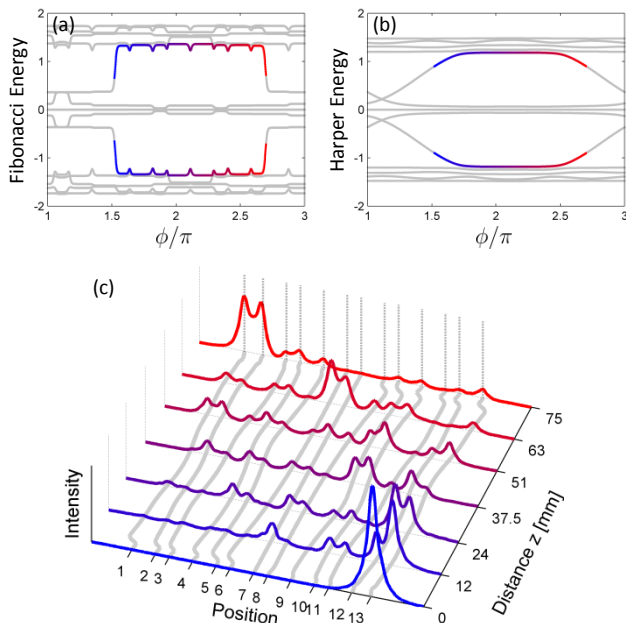 (a)
Fibonacci Energy
2
1
0
-1
-2
1
1.5
2
2.5
3
ϕ/π
(b)
Harper Energy
2
1
0
-1
-2
1
1.5
2
2.5
3
ϕ/π
(c)
Intensity
1 2 3 4 5 6 7 8 9 10 11 12 13
Position
0
12
24
37.5
51
63
75
Distance z [mm]